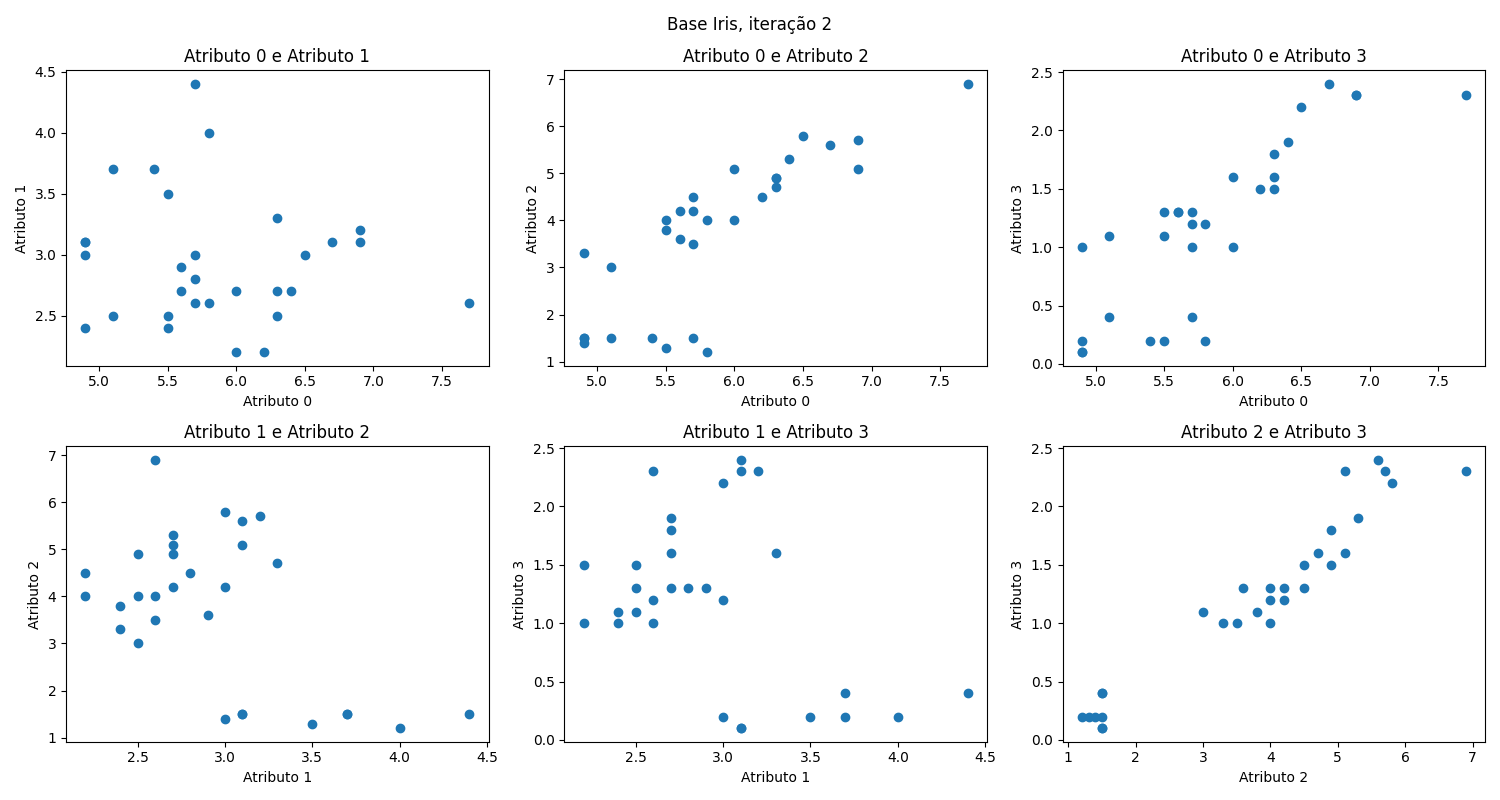 Base Iris, iteração 2
Atributo 0 e Atributo 1
4.5
4.0
3.5
3.0
2.5
Atributo 1
5.0 5.5 6.0 6.5 7.0 7.5
Atributo 0
Atributo 0 e Atributo 2
7
6
5
4
3
2
1
Atributo 2
5.0 5.5 6.0 6.5 7.0 7.5
Atributo 0
Atributo 0 e Atributo 3
2.5
2.0
1.5
1.0
0.5
0.0
Atributo 3
5.0 5.5 6.0 6.5 7.0 7.5
Atributo 0
Atributo 1 e Atributo 2
7
6
5
4
3
2
1
Atributo 2
2.5 3.0 3.5 4.0 4.5
Atributo 1
Atributo 1 e Atributo 3
2.5
2.0
1.5
1.0
0.5
0.0
Atributo 3
2.5 3.0 3.5 4.0 4.5
Atributo 1
Atributo 2 e Atributo 3
2.5
2.0
1.5
1.0
0.5
0.0
Atributo 3
1 2 3 4 5 6 7
Atributo 2